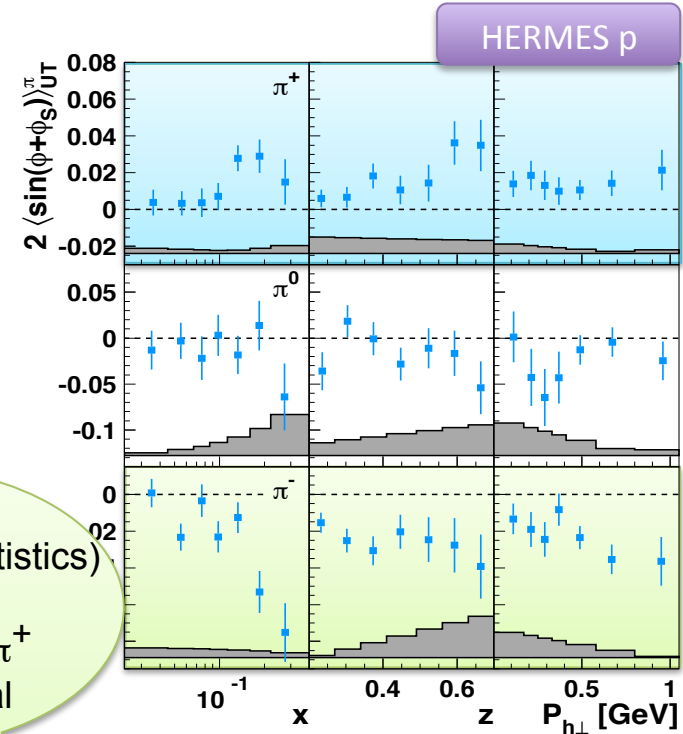 HERMES p
2 ⟨sin(ϕ+ϕS)⟩πUT
0.08
0.06
0.04
0.02
0
-0.02
π+
0.05
0
-0.05
-0.1
π0
0
02
π-
tistics)
π+
al
10-1
0.4 0.6
0.5 1
x
z
Ph⊥ [GeV]